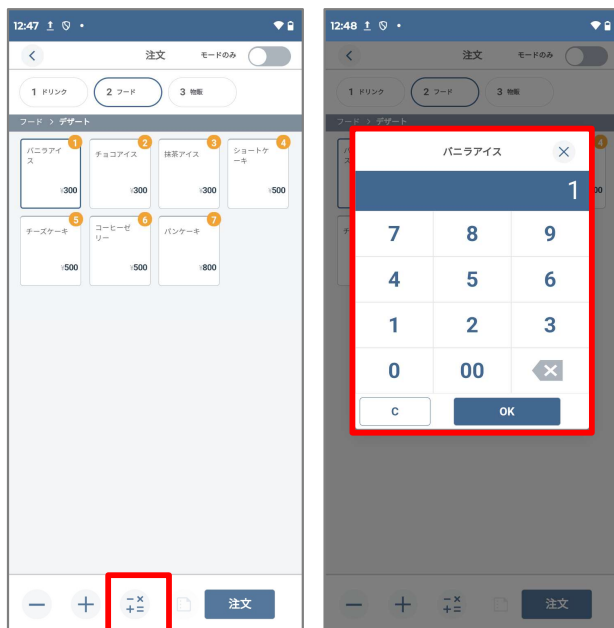 12:47
注文
モードのみ
1 ドリンク
2 フード
3 物販
フード > デザート
バニラアイス
1
¥300
チョコアイス
2
¥300
抹茶アイス
3
¥300
ショートケーキ
4
¥500
チーズケーキ
5
¥500
コーヒーゼリー
6
¥500
パンケーキ
7
¥800
注文
12:48
注文
モードのみ
1 ドリンク
2 フード
3 物販
フード > デザート
4
バニラアイス
1
7 8 9
4 5 6
1 2 3
0 00
C OK
注文